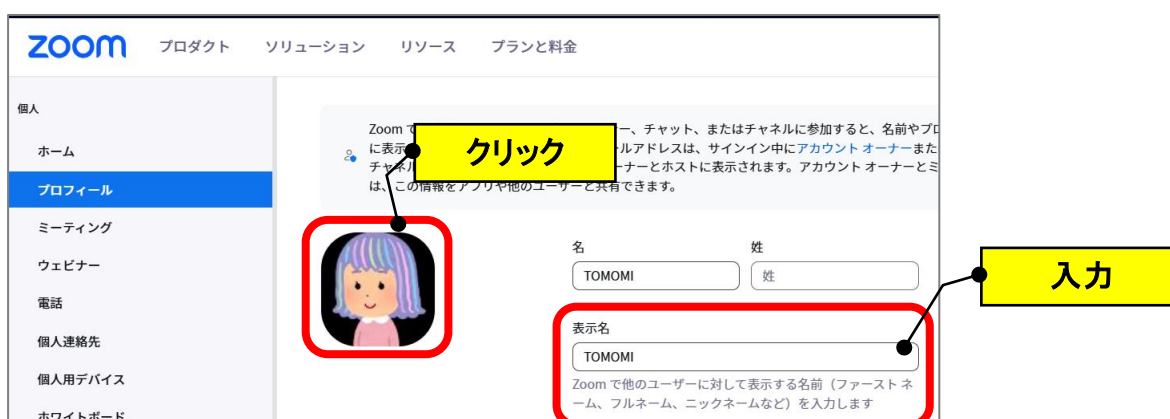 zoom プロダクト ソリューション リソース プランと料金
個人
ホーム
プロフィール
ミーティング
ウェビナー
電話
個人連絡先
個人用デバイス
ホワイトボード
Zoom で
ー、チャット、またはチャネルに参加すると、名前やプロ
に表示
ールアドレスは、サインイン中にアカウント オーナーまた
チャネル
ーナーとホストに表示されます。アカウント オーナーとミ
は、この情報をアプリや他のユーザーと共有できます。
クリック
名 姓
TOMOMI 姓
表示名
TOMOMI
Zoom で他のユーザーに対して表示する名前（ファースト ネ
ーム、フルネーム、ニックネームなど）を入力します
入力